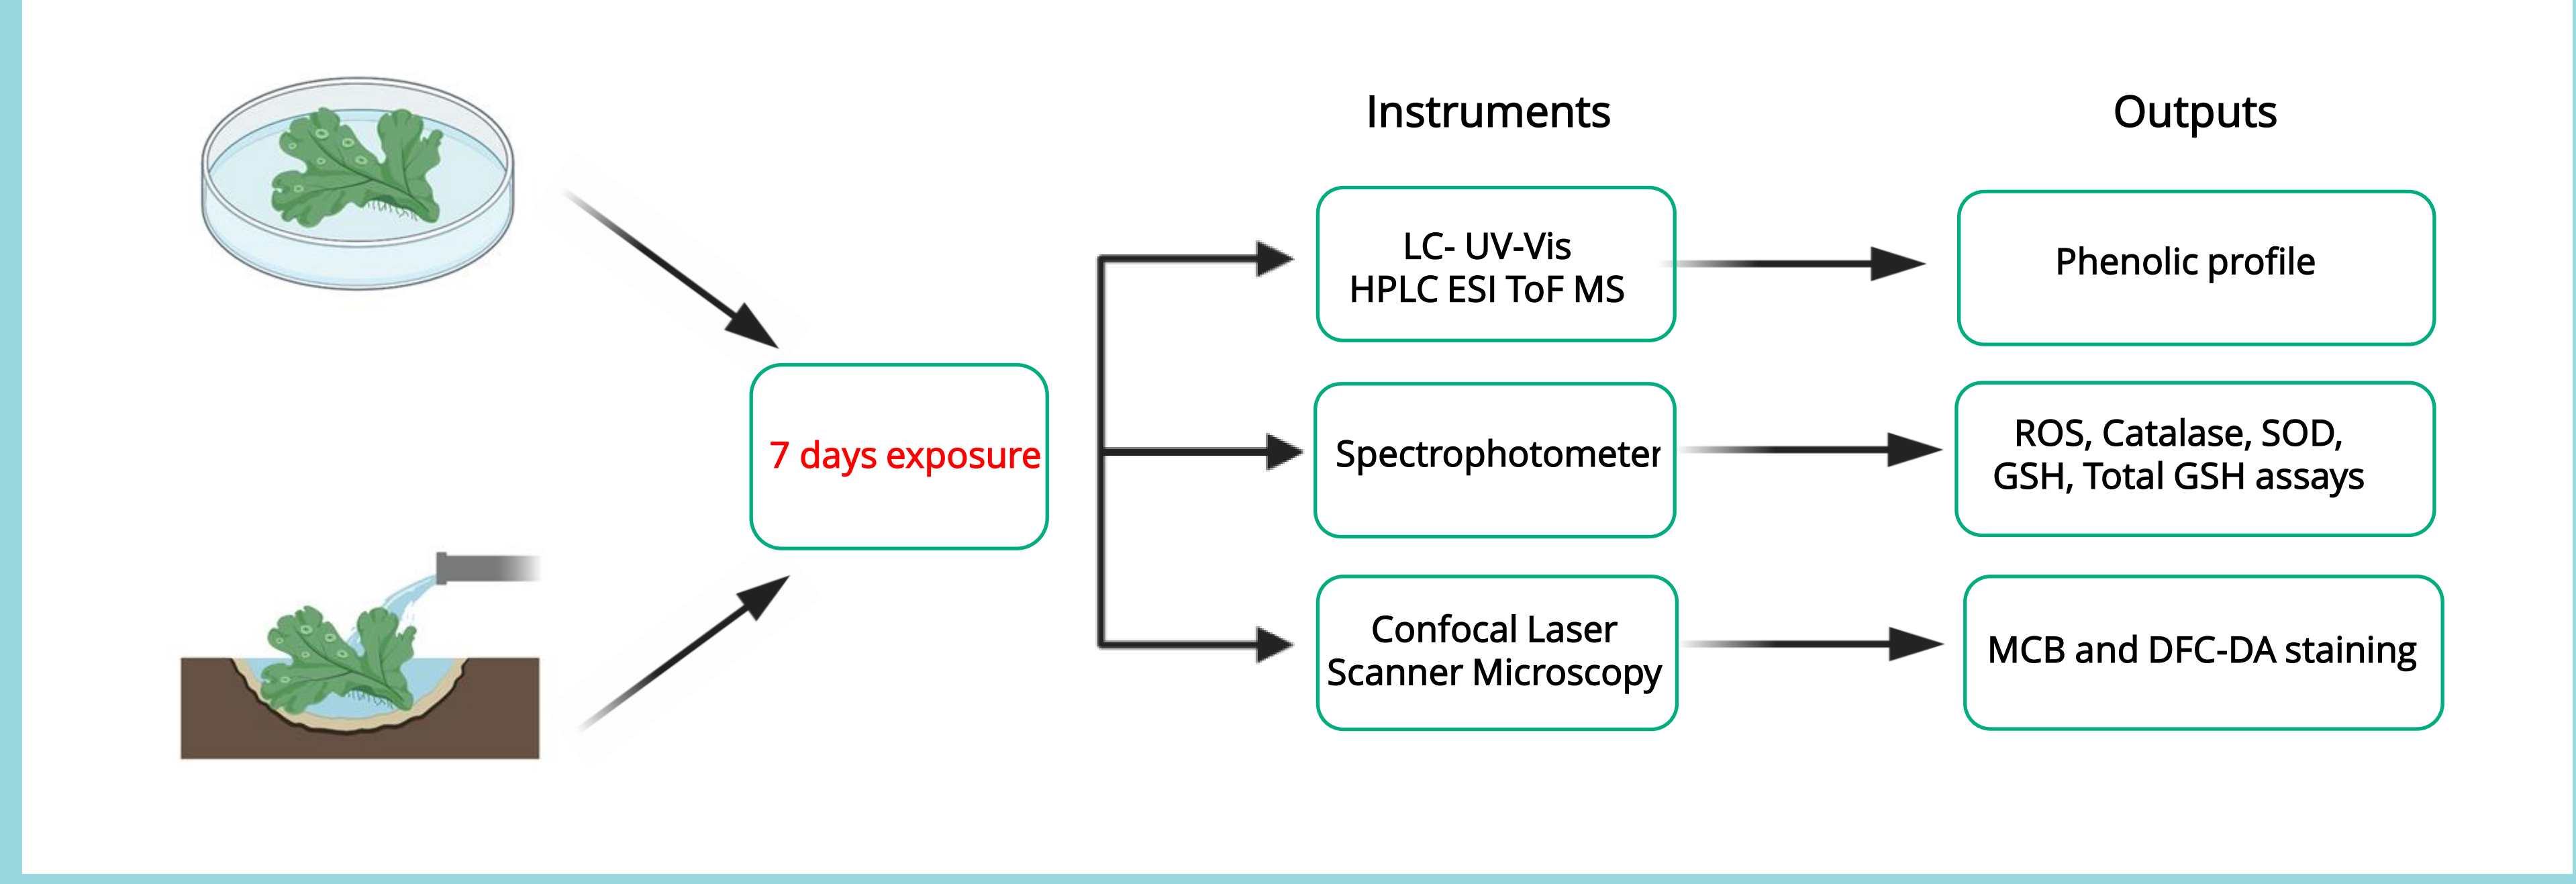 Instruments
Outputs
LC- UV-Vis
HPLC ESI ToF MS
Phenolic profile
7 days exposure
Spectrophotometer
ROS, Catalase, SOD,
GSH, Total GSH assays
Confocal Laser
Scanner Microscopy
MCB and DFC-DA staining